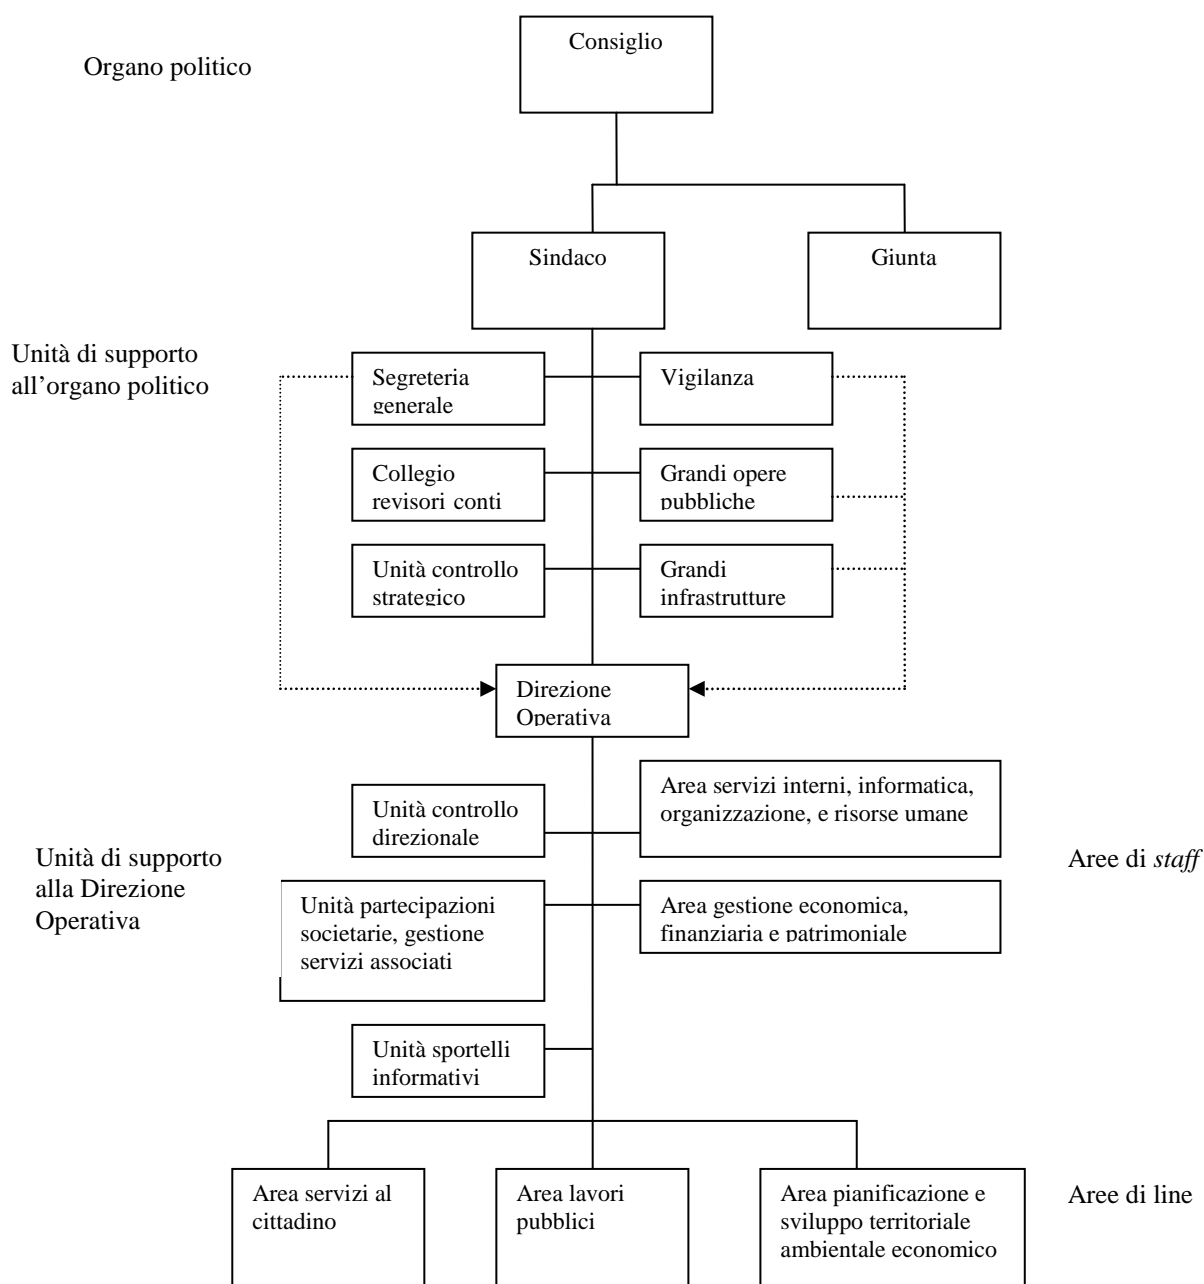 Consiglio
Organo politico
Sindaco
Giunta
Unità di supporto
all’organo politico
Segreteria
generale
Vigilanza
Collegio
revisori conti
Grandi opere
pubbliche
Unità controllo
strategico
Grandi
infrastrutture
Direzione
Operativa
Unità controllo
direzionale
Area servizi interni, informatica,
organizzazione, e risorse umane
Unità di supporto
alla Direzione
Operativa
Aree di staff
Unità partecipazioni
societarie, gestione
servizi associati
Area gestione economica,
finanziaria e patrimoniale
Unità sportelli
informativi
Area servizi al
cittadino
Area lavori
pubblici
Area pianificazione e
sviluppo territoriale
ambientale economico
Aree di line